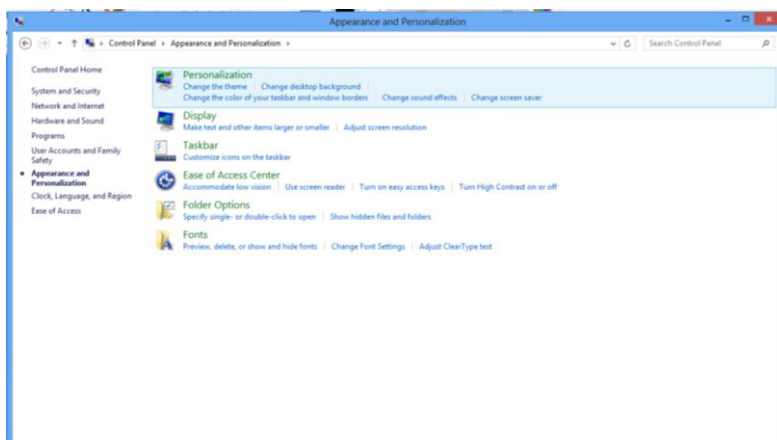 Appearance and Personalization
Control Panel › Appearance and Personalization ›
Search Control Panel
Control Panel Home
System and Security
Network and Internet
Hardware and Sound
Programs
User Accounts and Family
Safety
Appearance and
Personalization
Clock, Language, and Region
Ease of Access
Personalization
Change the theme | Change desktop background
Change the color of your taskbar and window borders | Change sound effects | Change screen saver
Display
Make text and other items larger or smaller | Adjust screen resolution
Taskbar
Customize icons on the taskbar
Ease of Access Center
Accommodate low vision | Use screen reader | Turn on easy access keys | Turn High Contrast on or off
Folder Options
Specify single- or double-click to open | Show hidden files and folders
Fonts
Preview, delete, or show and hide fonts | Change Font Settings | Adjust ClearType text